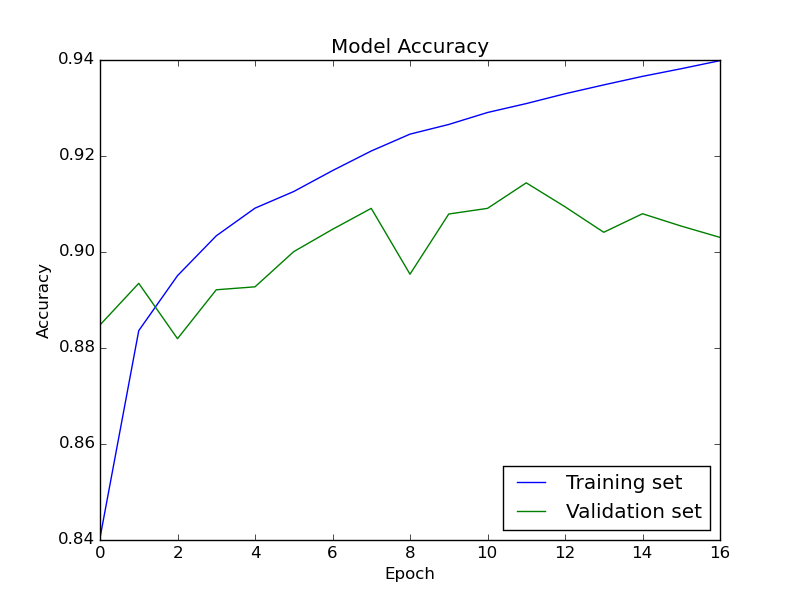 Model Accuracy
0.94
0.92
0.90
0.88
0.86
0.84
Accuracy
0 2 4 6 8 10 12 14 16
Epoch
Training set
Validation set